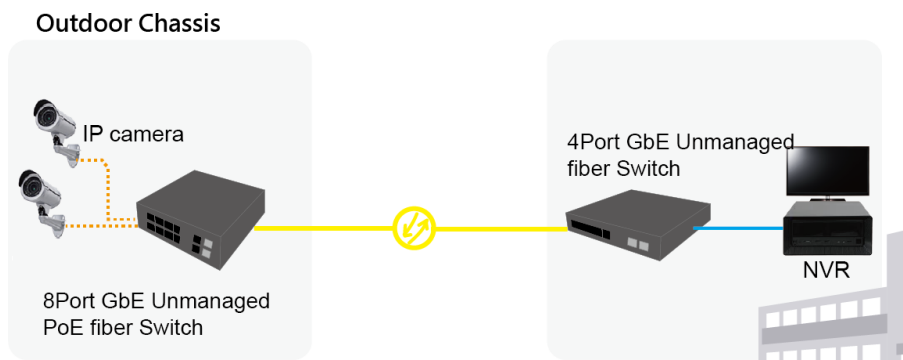 Outdoor Chassis
IP camera
8Port GbE Unmanaged
PoE fiber Switch
4Port GbE Unmanaged
fiber Switch
NVR